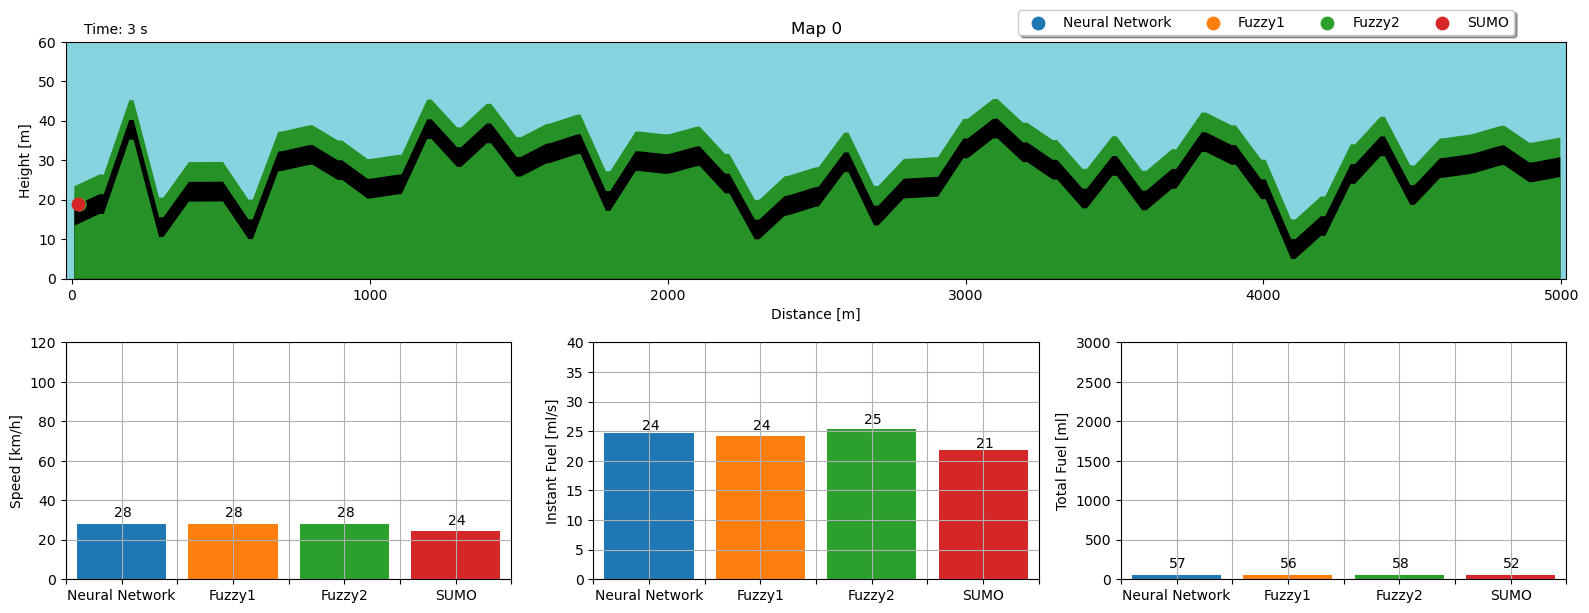 Time: 3 s
Map 0
Neural Network Fuzzy1 Fuzzy2 SUMO
Height [m]
60
50
40
30
20
10
0
0 1000 2000 3000 4000 5000
Distance [m]
Speed [km/h]
120
100
80
60
40
20
0
28 28 28 24
Neural Network Fuzzy1 Fuzzy2 SUMO
Instant Fuel [ml/s]
40
35
30
25
20
15
10
5
0
24 24 25 21
Neural Network Fuzzy1 Fuzzy2 SUMO
Total Fuel [ml]
3000
2500
2000
1500
1000
500
0
57 56 58 52
Neural Network Fuzzy1 Fuzzy2 SUMO